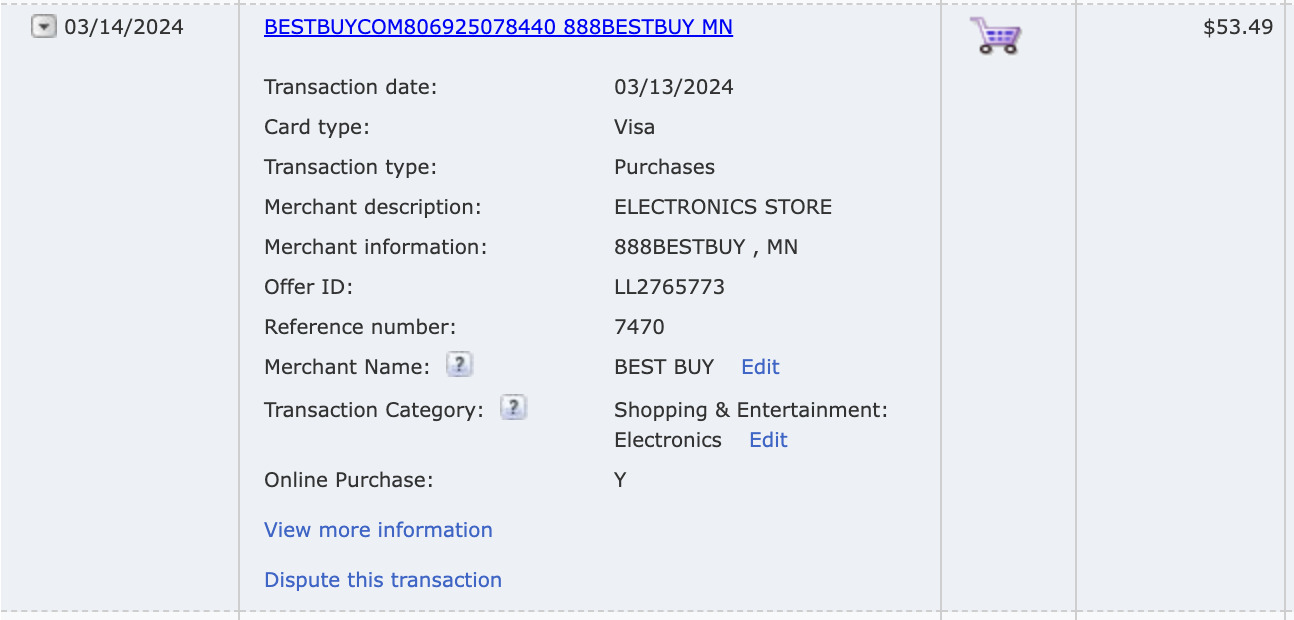 03/14/2024 BESTBUYCOM806925078440 888BESTBUY MN $53.49
Transaction date: 03/13/2024
Card type: Visa
Transaction type: Purchases
Merchant description: ELECTRONICS STORE
Merchant information: 888BESTBUY , MN
Offer ID: LL2765773
Reference number: 7470
Merchant Name: ? BEST BUY Edit
Transaction Category: ? Shopping & Entertainment:
Electronics Edit
Online Purchase: Y
View more information
Dispute this transaction